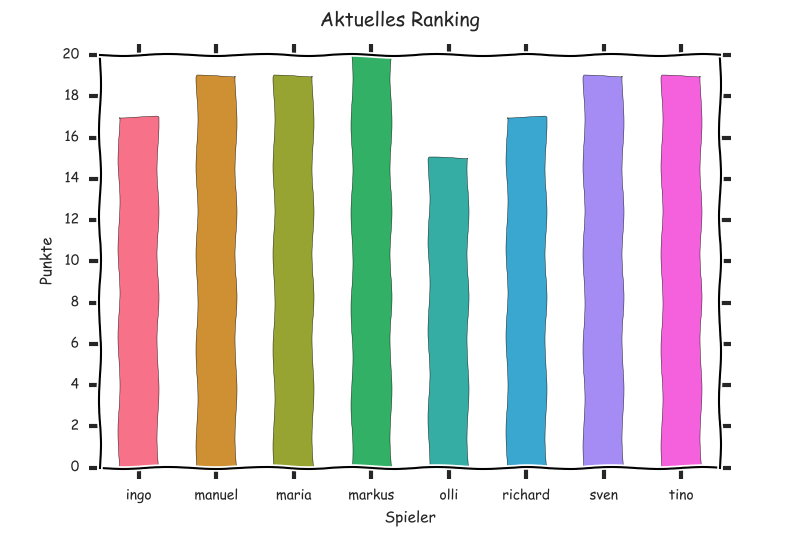 Aktuelles Ranking
Punkte
20
18
16
14
12
10
8
6
4
2
0
ingo manuel maria markus olli richard sven tino
Spieler